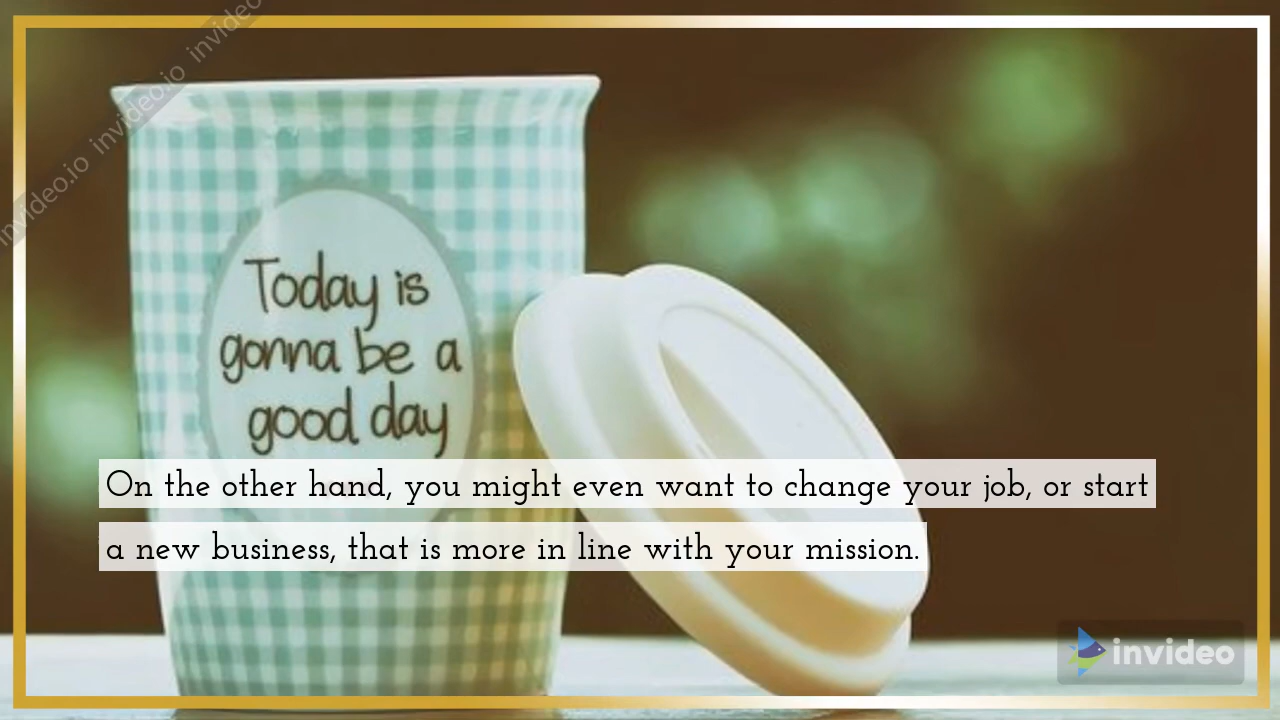 invideo.io invideo.io invideo
Today is
gonna be a
good day
On the other hand, you might even want to change your job, or start
a new business, that is more in line with your mission.
invideo